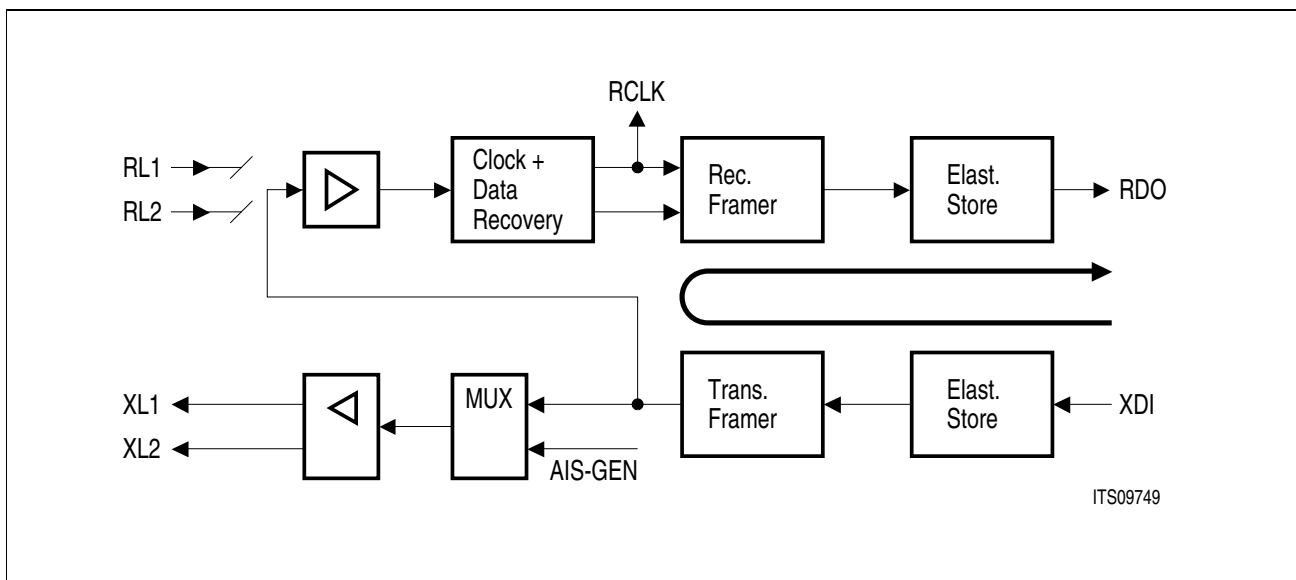 RCLK
RL1
RL2
Clock +
Data
Recovery
Rec.
Framer
Elast.
Store
RDO
XL1
XL2
MUX
AIS-GEN
Trans.
Framer
Elast.
Store
XDI
ITS09749